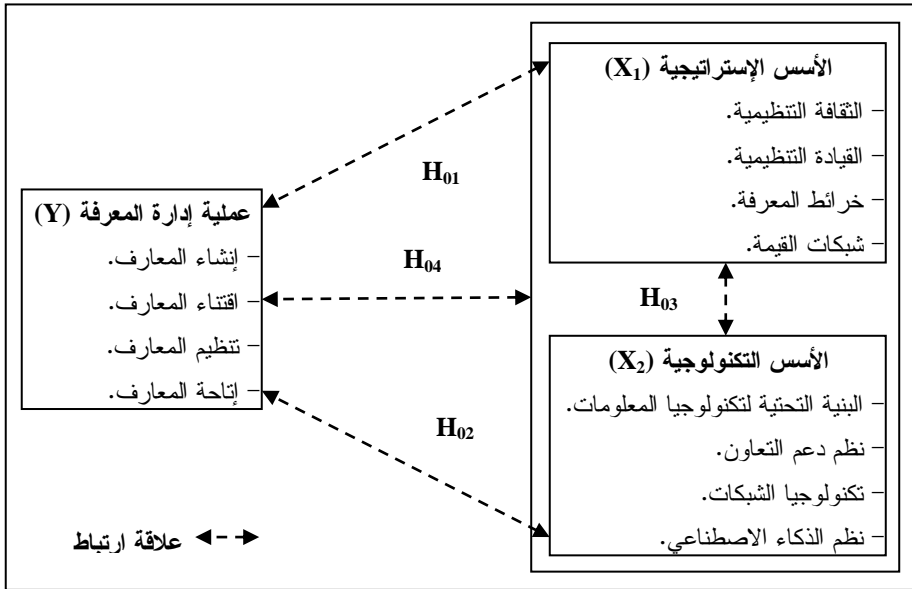 الأسس الإستراتيجية (X₁)
– الثقافة التنظيمية.
– القيادة التنظيمية.
– خرائط المعرفة.
– شبكات القيمة.
H₀₁
عملية إدارة المعرفة (Y)
– إنشاء المعارف.
– اقتناء المعارف.
– تنظيم المعارف.
– إتاحة المعارف.
H₀₄
H₀₃
الأسس التكنولوجية (X₂)
– البنية التحتية لتكنولوجيا المعلومات.
– نظم دعم التعاون.
– تكنولوجيا الشبكات.
– نظم الذكاء الاصطناعي.
H₀₂
علاقة ارتباط